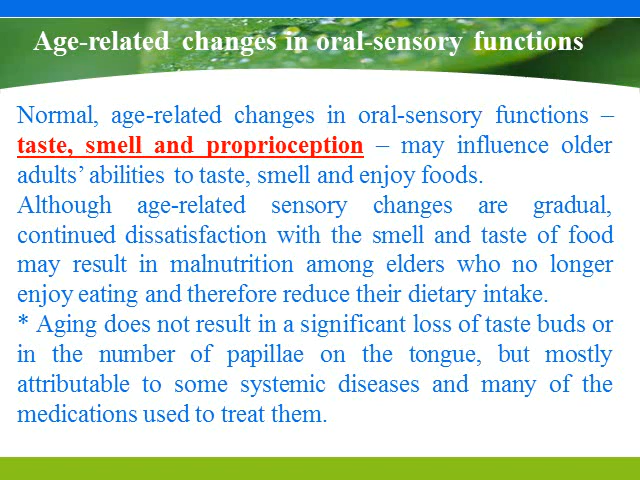 Age-related changes in oral-sensory functions
Normal, age-related changes in oral-sensory functions –
taste, smell and proprioception – may influence older
adults’ abilities to taste, smell and enjoy foods.
Although age-related sensory changes are gradual,
continued dissatisfaction with the smell and taste of food
may result in malnutrition among elders who no longer
enjoy eating and therefore reduce their dietary intake.
* Aging does not result in a significant loss of taste buds or
in the number of papillae on the tongue, but mostly
attributable to some systemic diseases and many of the
medications used to treat them.